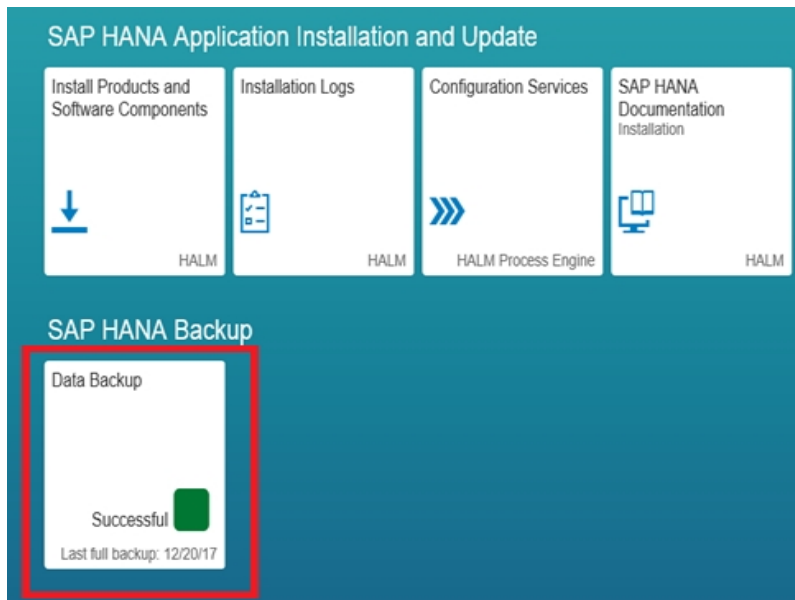 SAP HANA Application Installation and Update
Install Products and
Software Components
HALM
Installation Logs
HALM
Configuration Services
HALM Process Engine
SAP HANA
Documentation
Installation
HALM
SAP HANA Backup
Data Backup
Successful
Last full backup: 12/20/17